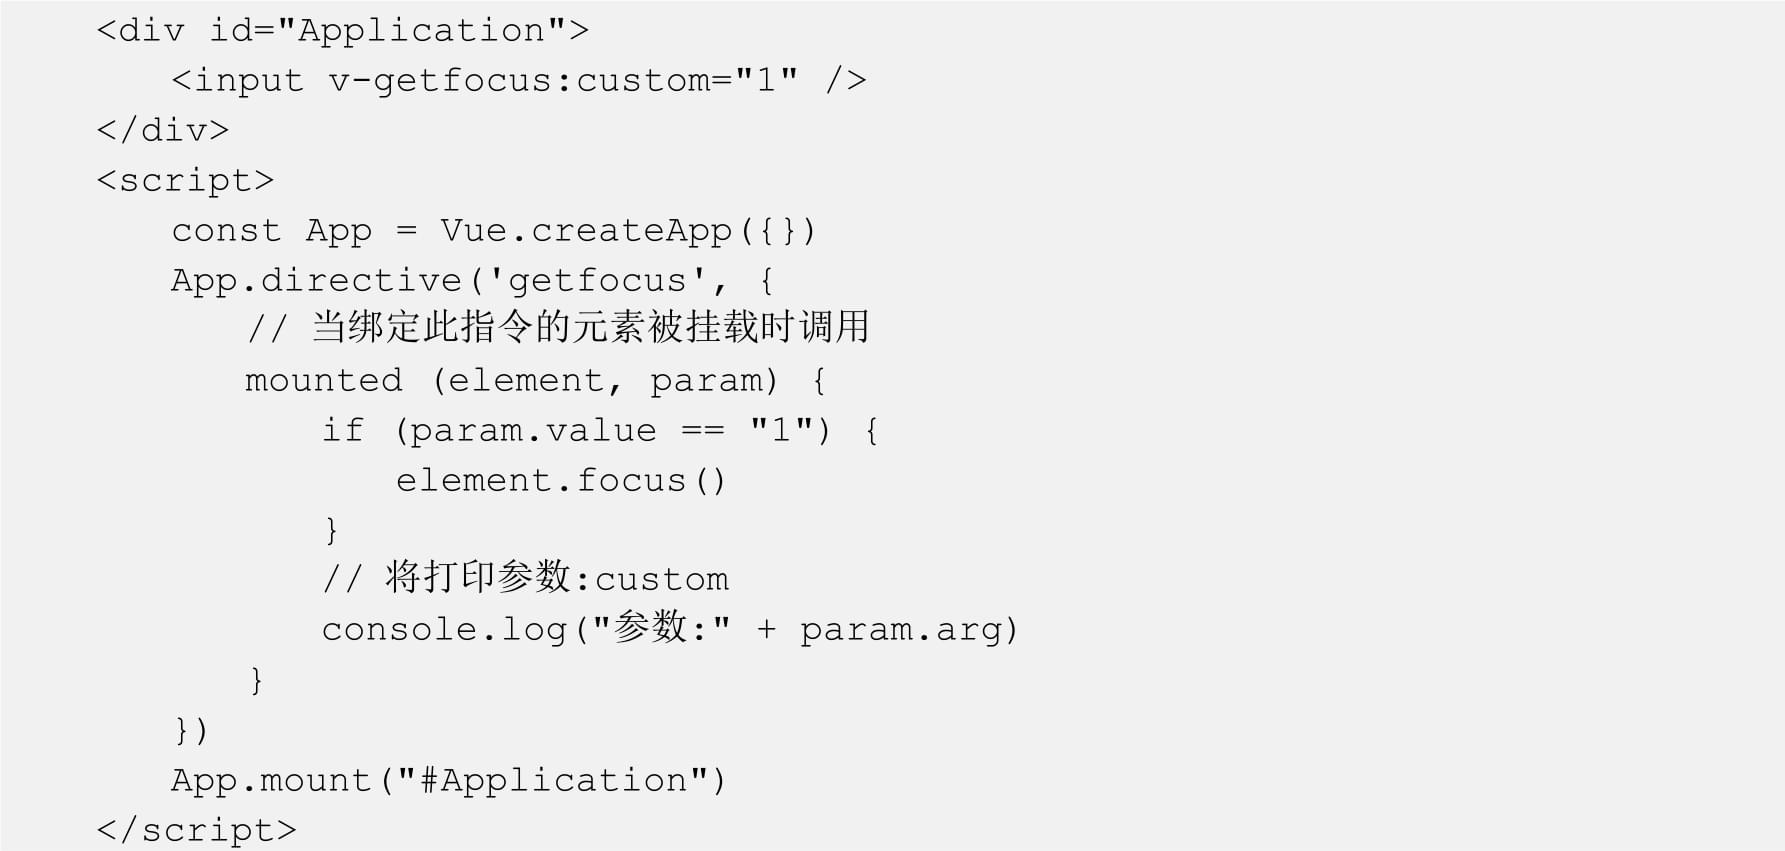 <div id="Application">
    <input v-getfocus:custom="1" />
</div>
<script>
    const App = Vue.createApp({})
    App.directive('getfocus', {
        // 当绑定此指令的元素被挂载时调用
        mounted (element, param) {
            if (param.value == "1") {
                element.focus()
            }
            // 将打印参数:custom
            console.log("参数:" + param.arg)
        }
    })
    App.mount("#Application")
</script>